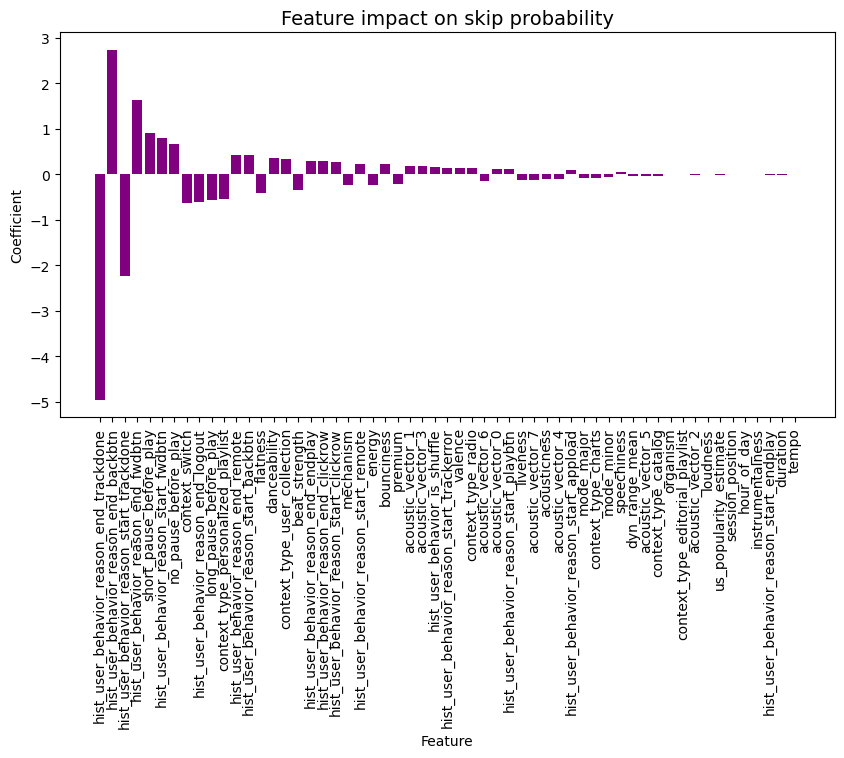 Feature impact on skip probability
3
2
1
0
−1
−2
−3
−4
−5
Coefficient
hist_user_behavior_reason_end_trackdone
hist_user_behavior_reason_end_backbtn
hist_user_behavior_reason_start_trackdone
hist_user_behavior_reason_end_fwdbtn
short_pause_before_play
hist_user_behavior_reason_start_fwdbtn
no_pause_before_play
context_switch
hist_user_behavior_reason_end_logout
long_pause_before_play
context_type_personalized_playlist
hist_user_behavior_reason_end_remote
hist_user_behavior_reason_start_backbtn
flatness
danceability
context_type_user_collection
beat_strength
hist_user_behavior_reason_end_endplay
hist_user_behavior_reason_end_clickrow
hist_user_behavior_reason_start_clickrow
mechanism
hist_user_behavior_reason_start_remote
energy
bounciness
premium
acoustic_vector_1
acoustic_vector_3
hist_user_behavior_is_shuffle
hist_user_behavior_reason_start_trackerror
valence
context_type_radio
acoustic_vector_6
acoustic_vector_0
hist_user_behavior_reason_start_playbtn
liveness
acoustic_vector_7
acousticness
acoustic_vector_4
hist_user_behavior_reason_start_appload
mode_major
context_type_charts
mode_minor
speechiness
dyn_range_mean
acoustic_vector_5
context_type_catalog
organism
context_type_editorial_playlist
acoustic_vector_2
loudness
us_popularity_estimate
session_position
hour_of_day
instrumentalness
hist_user_behavior_reason_start_endplay
duration
tempo
Feature